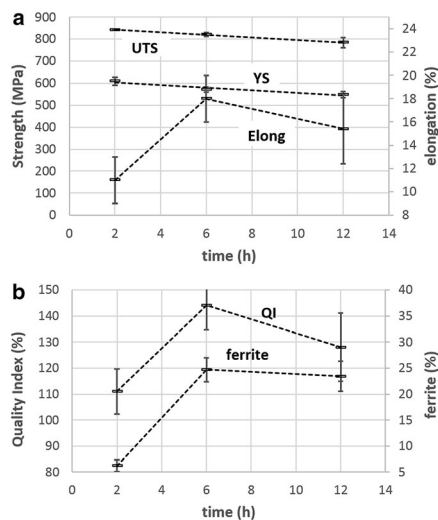 a
900
800
700
600
500
400
300
200
100
0
Strength (MPa)
24
22
20
18
16
14
12
10
8
elongation (%)
UTS
YS
Elong
0 2 4 6 8 10 12 14
time (h)
b
150
140
130
120
110
100
90
80
Quality Index (%)
40
35
30
25
20
15
10
5
ferrite (%)
QI
ferrite
0 2 4 6 8 10 12 14
time (h)